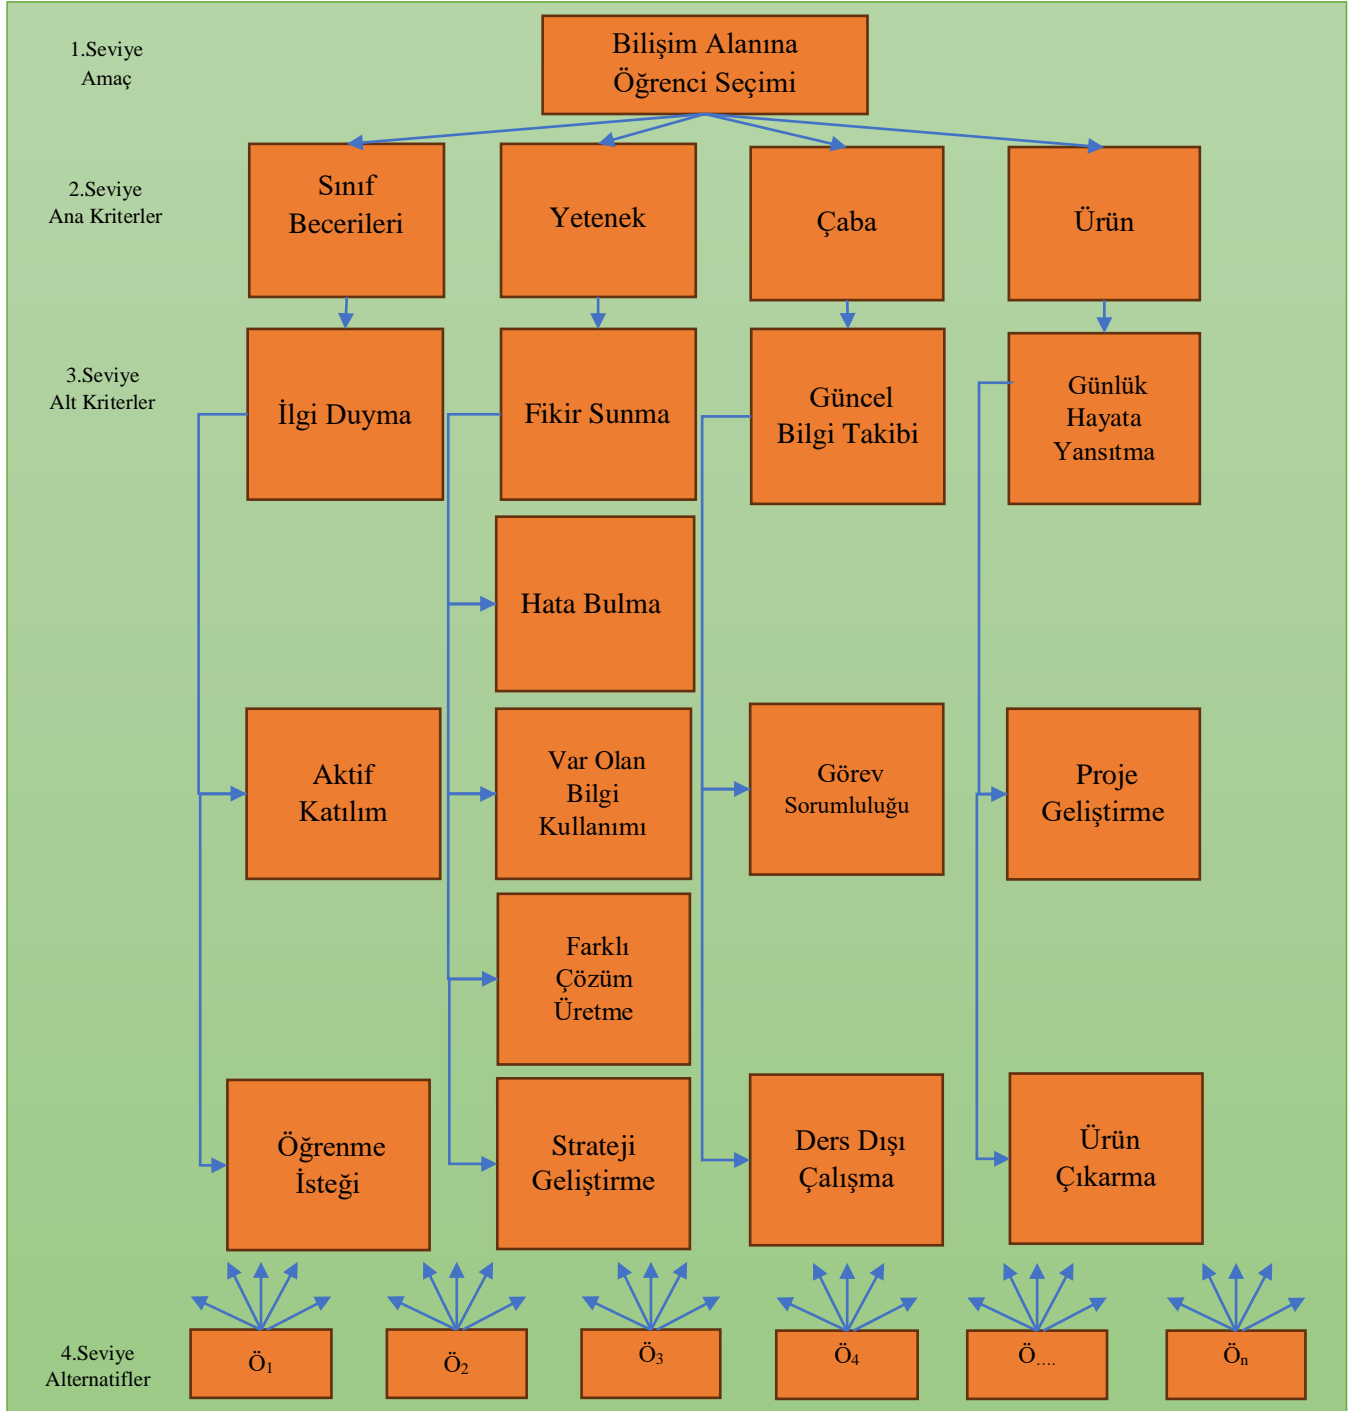 1.Seviye
Amaç
Bilişim Alanına
Öğrenci Seçimi
2.Seviye
Ana Kriterler
Sınıf
Becerileri
Yetenek
Çaba
Ürün
3.Seviye
Alt Kriterler
İlgi Duyma
Fikir Sunma
Güncel
Bilgi Takibi
Günlük
Hayata
Yansıtma
Hata Bulma
Aktif
Katılım
Var Olan
Bilgi
Kullanımı
Görev
Sorumluluğu
Proje
Geliştirme
Farklı
Çözüm
Üretme
Öğrenme
İsteği
Strateji
Geliştirme
Ders Dışı
Çalışma
Ürün
Çıkarma
4.Seviye
Alternatifler
Ö1
Ö2
Ö3
Ö4
Ö....
Ön